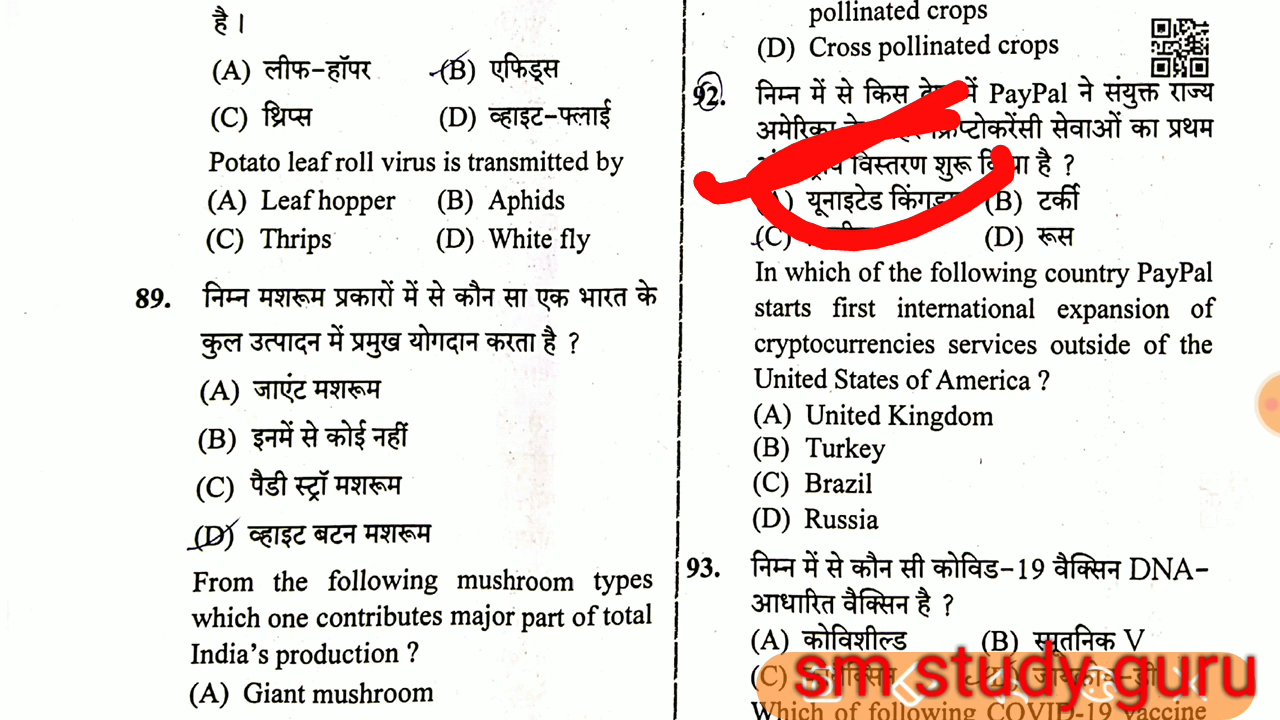 है ।
(A) लीफ-हॉपर (B) एफिड्स
(C) थ्रिप्स (D) व्हाइट-फ्लाई
Potato leaf roll virus is transmitted by
(A) Leaf hopper (B) Aphids
(C) Thrips (D) White fly
89. निम्न मशरूम प्रकारों में से कौन सा एक भारत के
कुल उत्पादन में प्रमुख योगदान करता है ?
(A) जाएंट मशरूम
(B) इनमें से कोई नहीं
(C) पैडी स्ट्रॉ मशरूम
(D) व्हाइट बटन मशरूम
From the following mushroom types
which one contributes major part of total
India's production ?
(A) Giant mushroom
pollinated crops
(D) Cross pollinated crops
92. निम्न में से किस में PayPal ने संयुक्त राज्य
अमेरिका क्रिप्टोकरेंसी सेवाओं का प्रथम
विस्तरण शुरू किया है ?
(A) यूनाइटेड किंगडम (B) टर्की
(C) (D) रूस
In which of the following country PayPal
starts first international expansion of
cryptocurrencies services outside of the
United States of America ?
(A) United Kingdom
(B) Turkey
(C) Brazil
(D) Russia
93. निम्न में से कौन सी कोविड-19 वैक्सिन DNA-
आधारित वैक्सिन है ?
(A) कोविशील्ड (B) स्पूतनिक V
sm study guru
Which of following COVID-19 vaccine